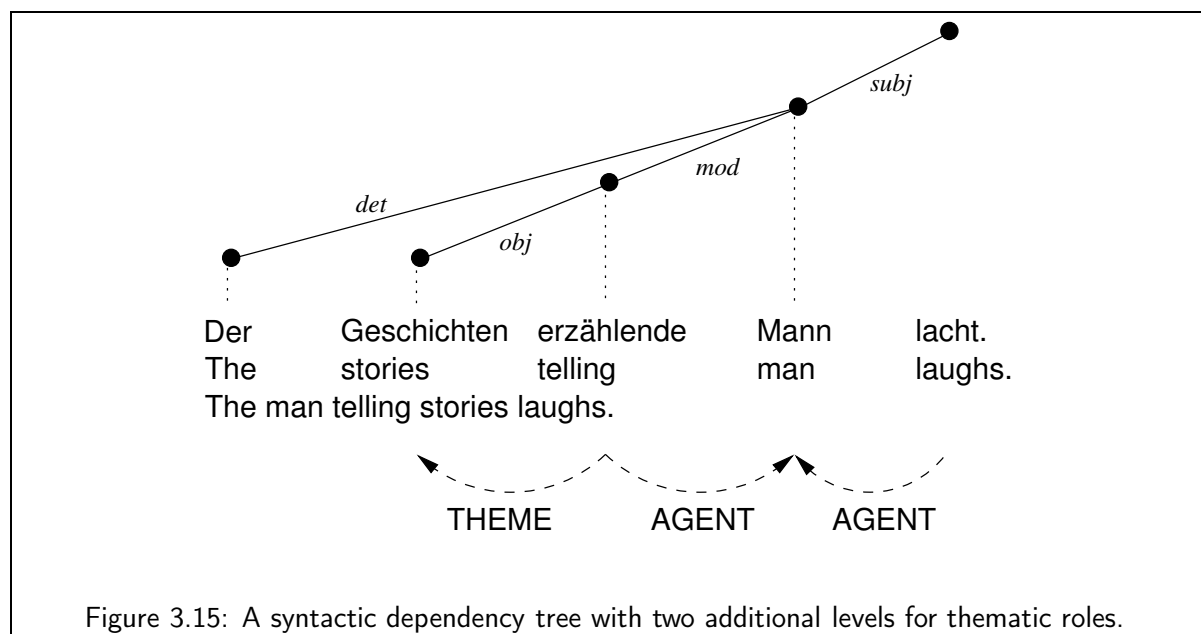 subj
mod
det
obj
Der Geschichten erzählende Mann lacht.
The stories telling man laughs.
The man telling stories laughs.
THEME AGENT AGENT
Figure 3.15: A syntactic dependency tree with two additional levels for thematic roles.